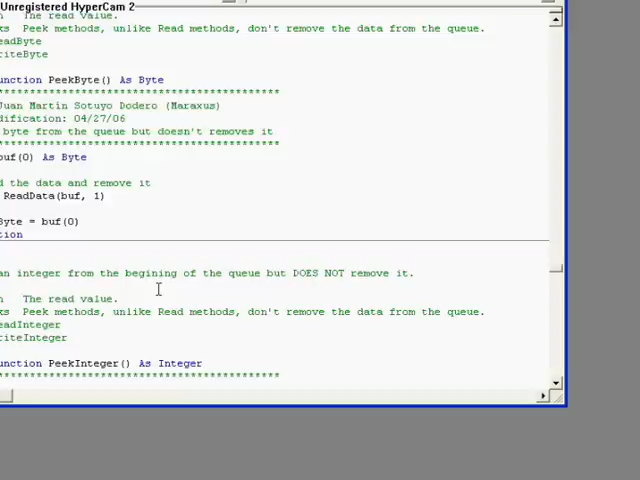 Unregistered HyperCam 2
n   The read value.
ks  Peek methods, unlike Read methods, don't remove the data from the queue.
eadByte
riteByte
unction PeekByte() As Byte
*******************************************
Juan Martín Sotuyo Dodero (Maraxus)
dification: 04/27/06
byte from the queue but doesn't removes it
*******************************************
buf(0) As Byte
d the data and remove it
ReadData(buf, 1)
Byte = buf(0)
tion
an integer from the begining of the queue but DOES NOT remove it.
n   The read value.
ks  Peek methods, unlike Read methods, don't remove the data from the queue.
eadInteger
riteInteger
unction PeekInteger() As Integer
*******************************************